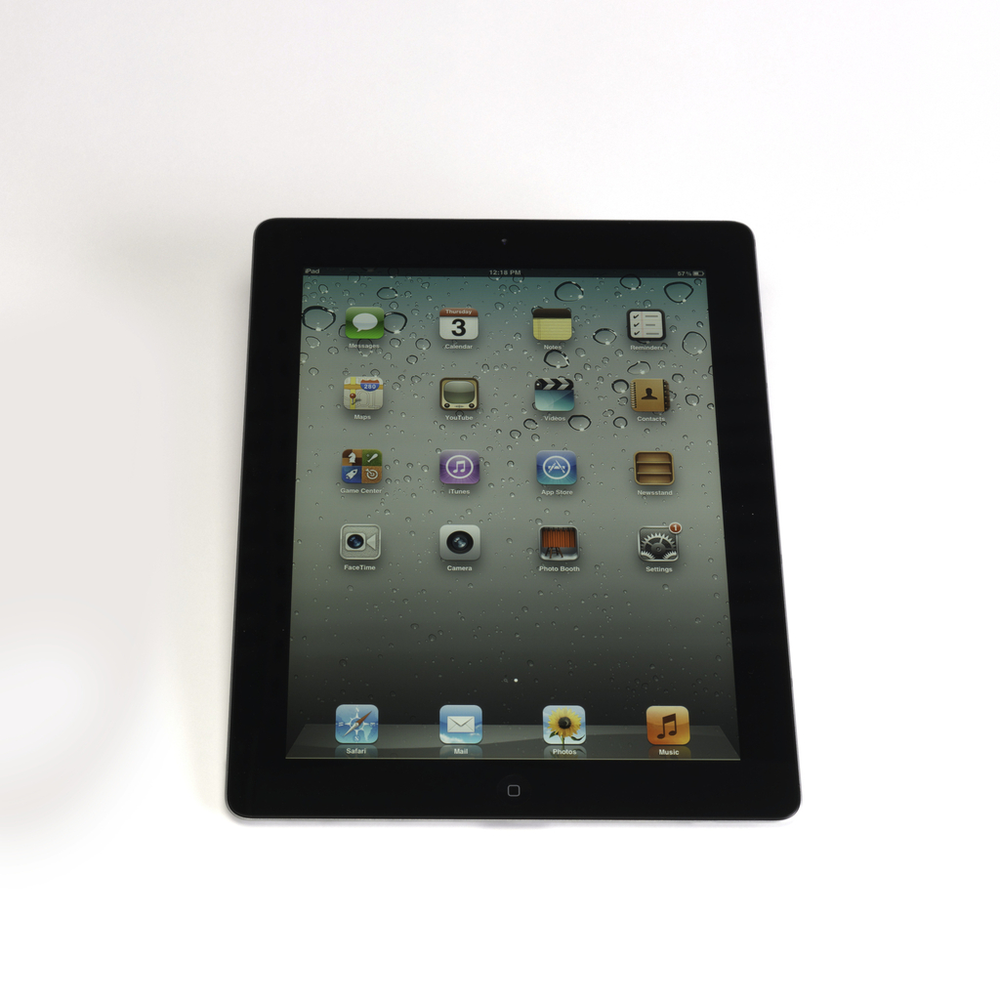 iPad 12:18 PM 57%
Thursday
3
Messages Calendar Notes Reminders
280
Maps YouTube Videos Contacts
Game Center iTunes App Store Newsstand
1
FaceTime Camera Photo Booth Settings
Safari Mail Photos Music